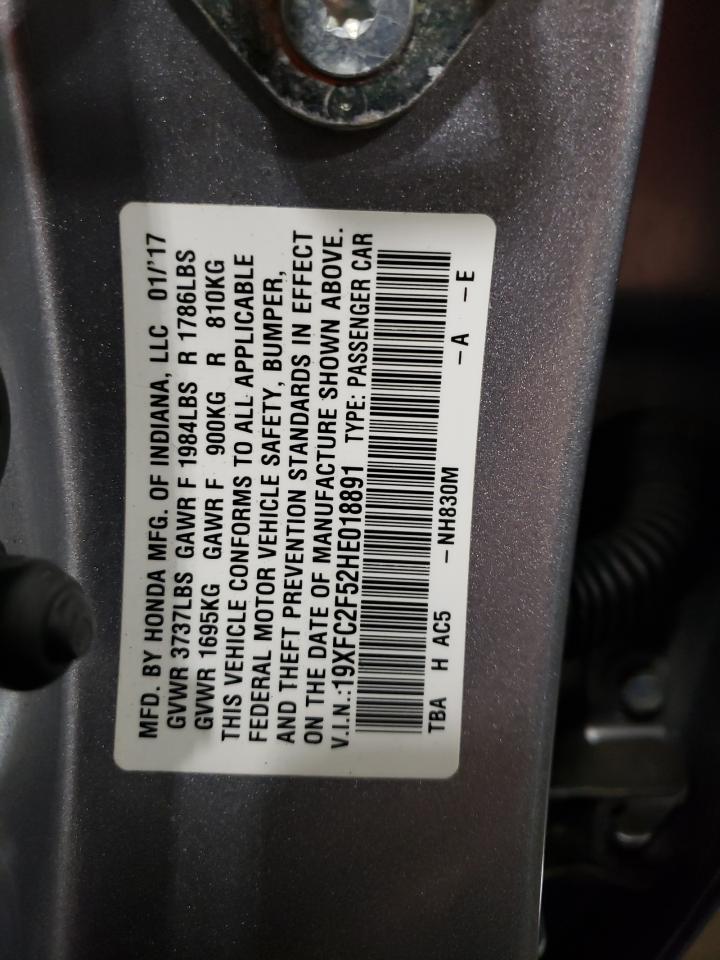 MFD. BY HONDA MFG. OF INDIANA, LLC 01/'17
GVWR 3737LBS GAWR F 1984LBS R 1786LBS
GVWR 1695KG GAWR F 900KG R 810KG
THIS VEHICLE CONFORMS TO ALL APPLICABLE
FEDERAL MOTOR VEHICLE SAFETY, BUMPER,
AND THEFT PREVENTION STANDARDS IN EFFECT
ON THE DATE OF MANUFACTURE SHOWN ABOVE.
V.I.N.:19XFC2F52HE018891 TYPE: PASSENGER CAR
TBA H AC5 -NH830M -A -E